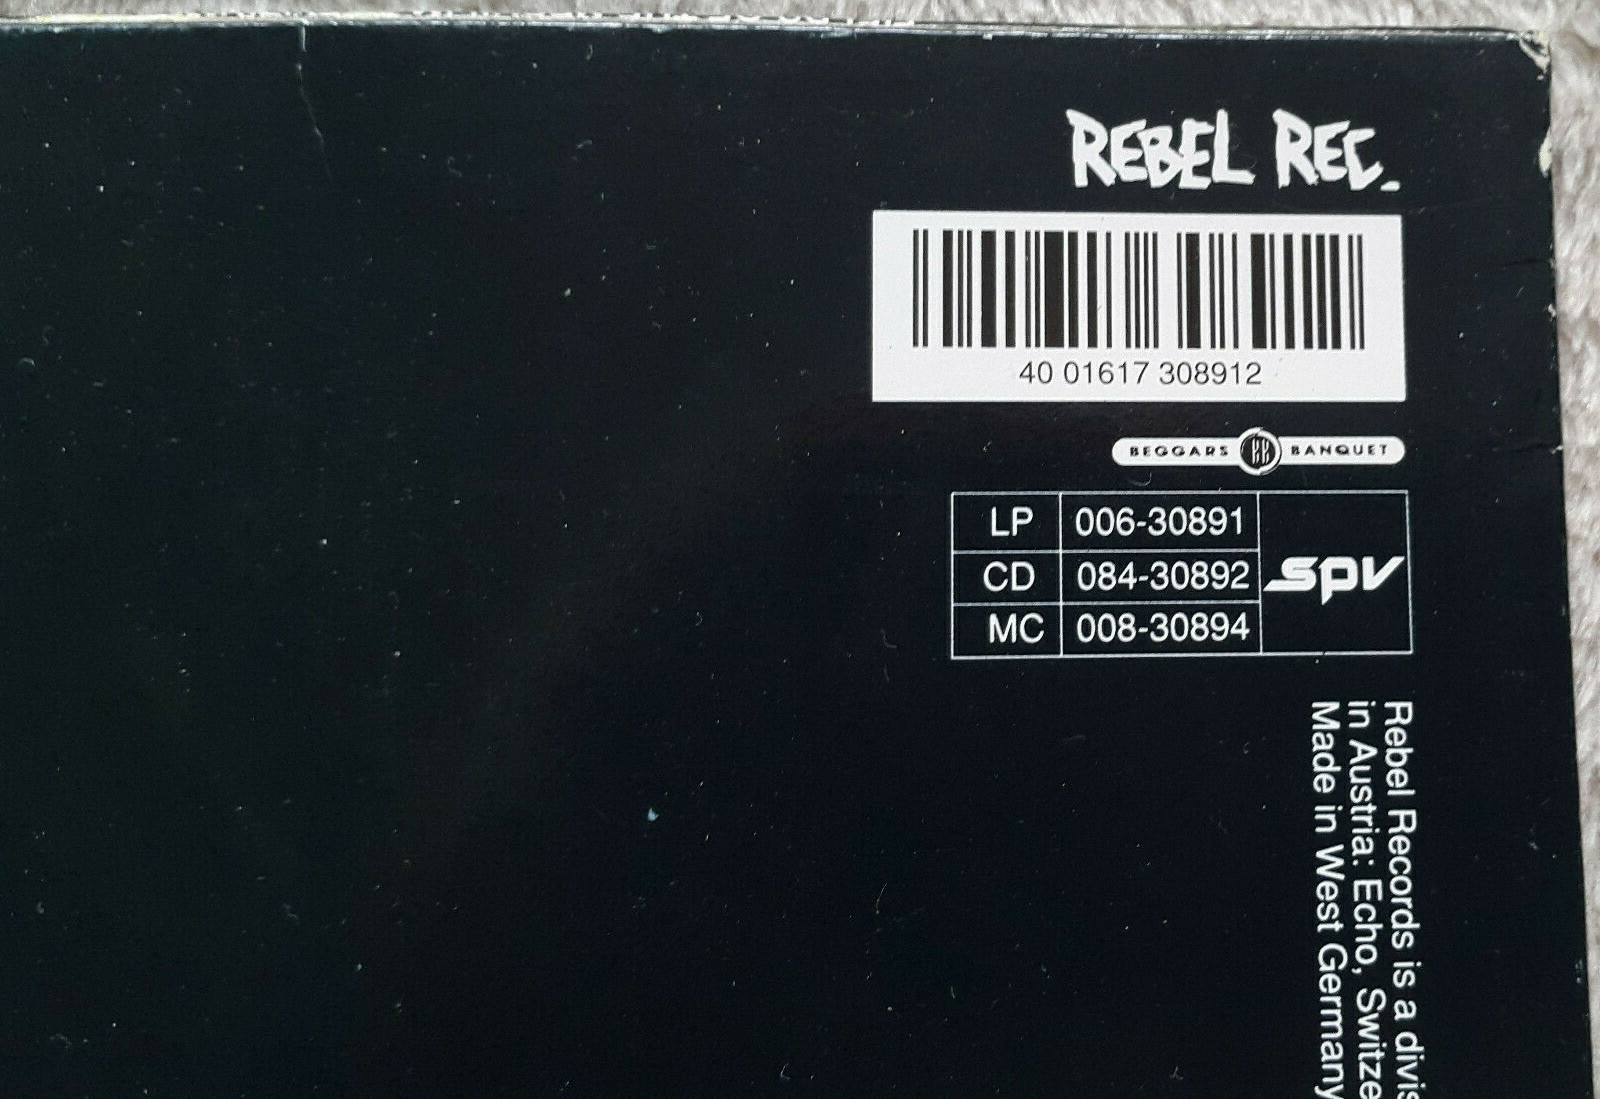 REBEL REC.
40 01617 308912
BEGGARS BANQUET
LP 006-30891
CD 084-30892
MC 008-30894
spv
Rebel Records is a divis
in Austria: Echo, Switze
Made in West Germany